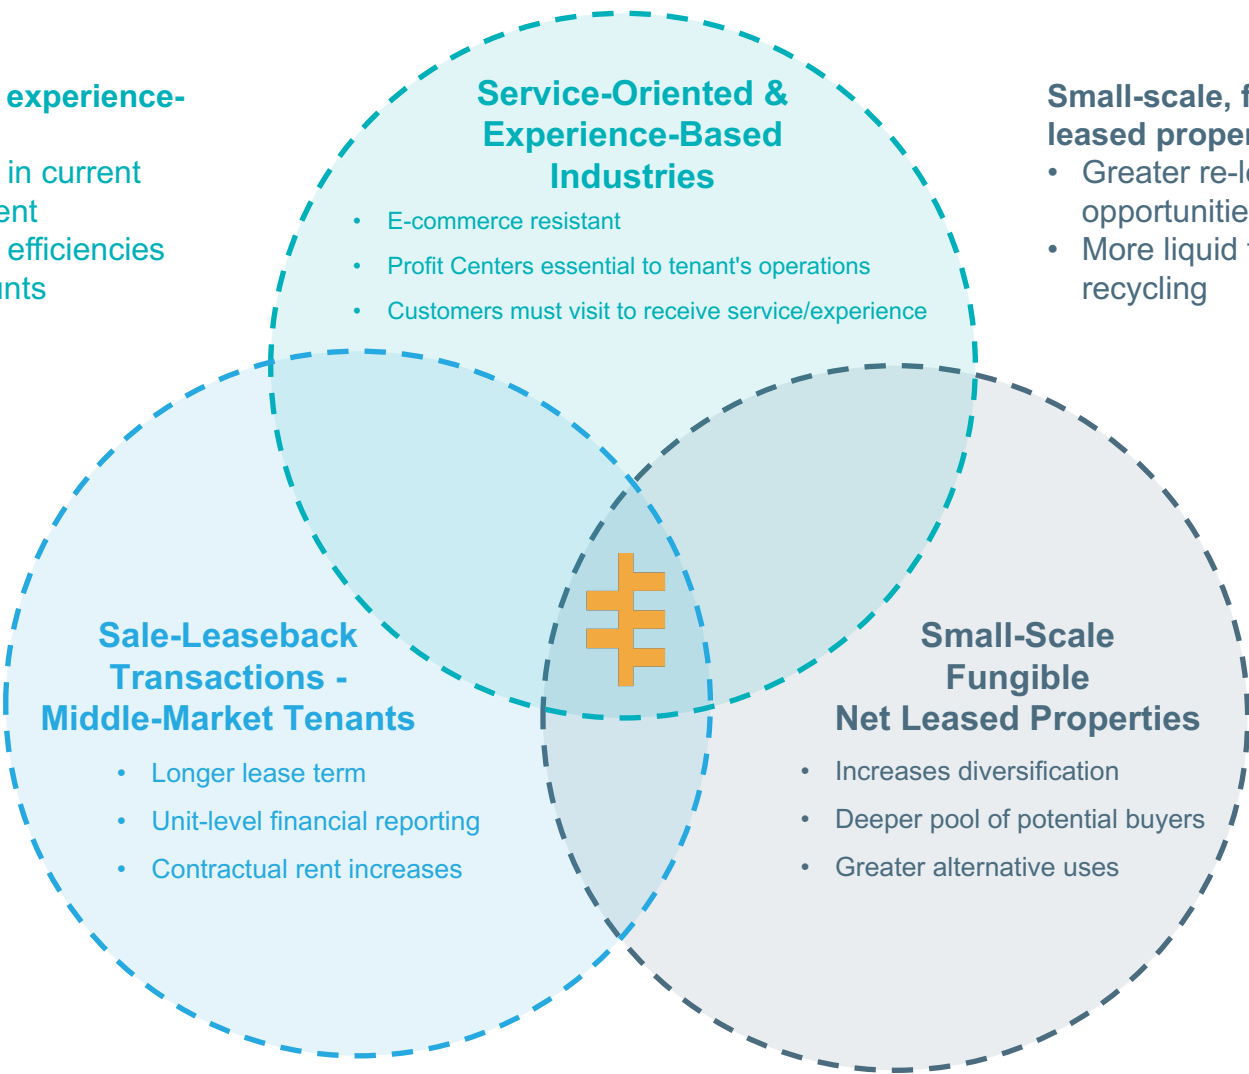 experience-
in current
efficiencies
Service-Oriented &
Experience-Based
Industries
• E-commerce resistant
• Profit Centers essential to tenant's operations
• Customers must visit to receive service/experience
Small-scale,
leased
• Greater
• More liquid
recycling
Sale-Leaseback
Transactions -
Middle-Market Tenants
• Longer lease term
• Unit-level financial reporting
• Contractual rent increases
Small-Scale
Fungible
Net Leased Properties
• Increases diversification
• Deeper pool of potential buyers
• Greater alternative uses